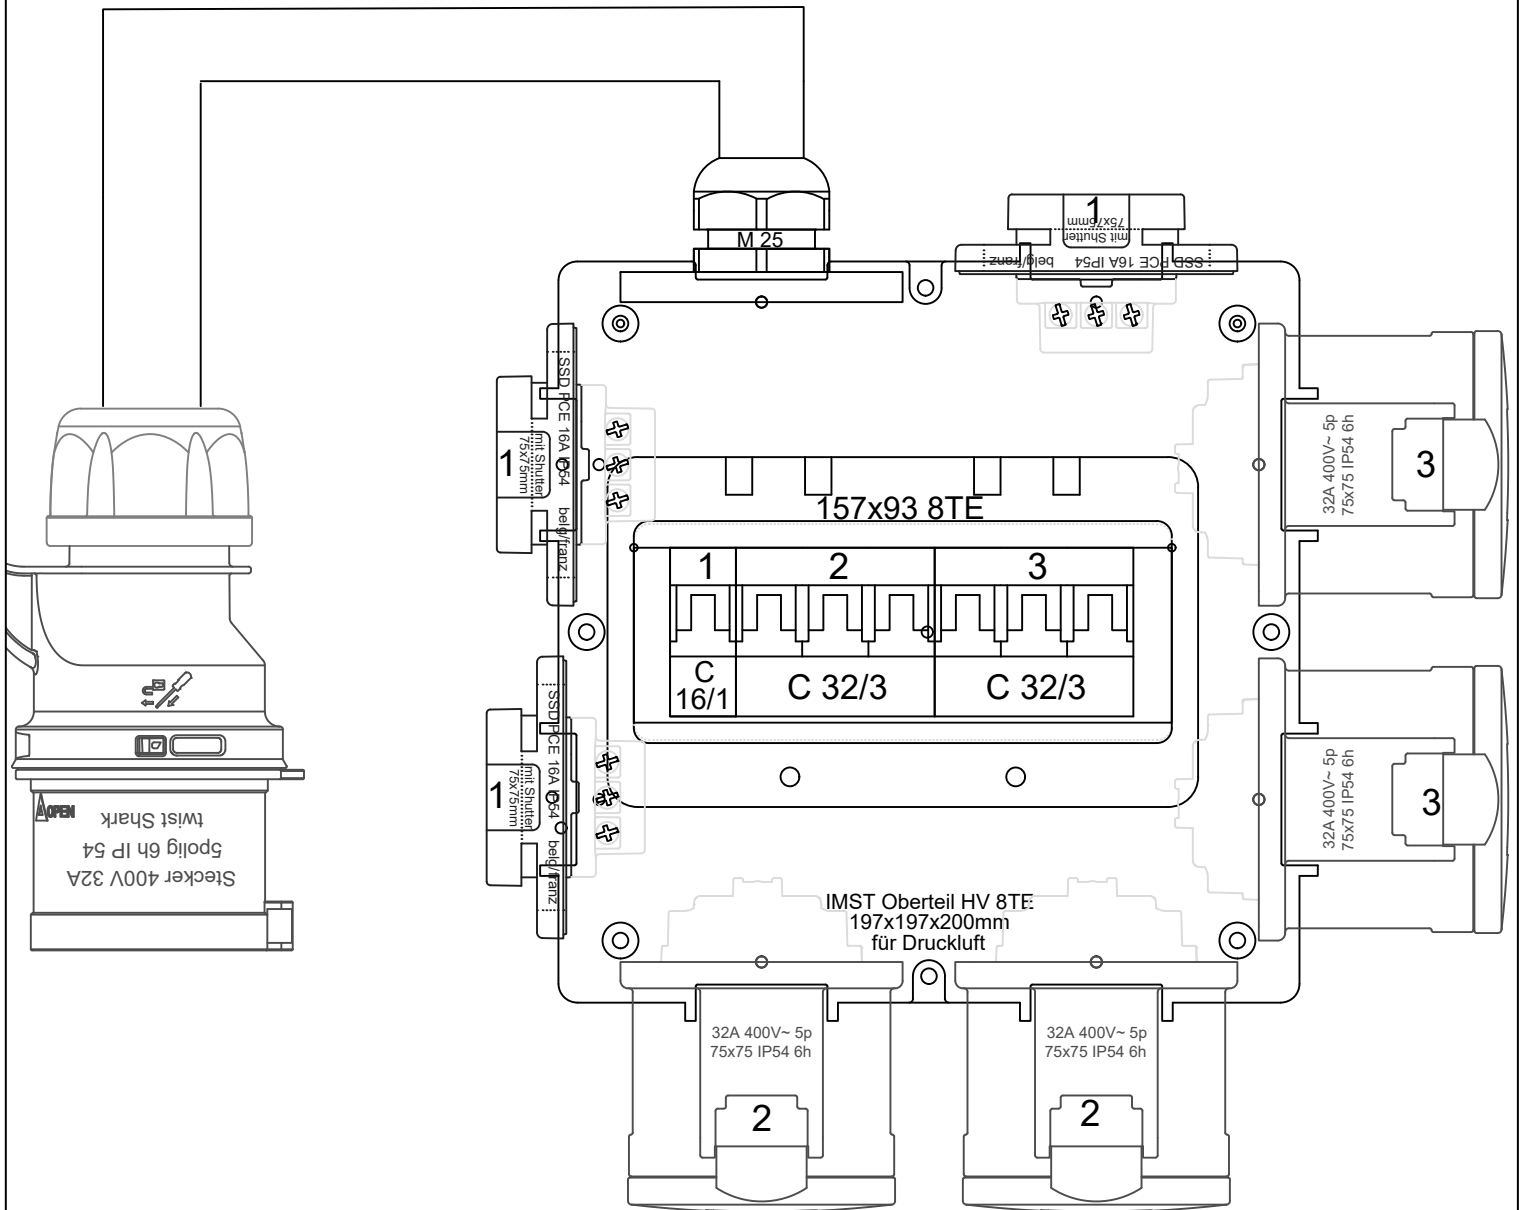 M 25
1
75x75mm
mit Shutter
SSD PCE 16A IP54 belg/franz
1
mit Shutter
75x75mm
SSD PCE 16A IP54 belg/franz
157x93 8TE
1 2 3
C
16/1
C 32/3
C 32/3
32A 400V~ 5p
75x75 IP54 6h
3
1
mit Shutter
75x75mm
SSD PCE 16A IP54 belg/franz
32A 400V~ 5p
75x75 IP54 6h
3
OPEN
Stecker 400V 32A
5polig 6h IP 54
twist Shark
IMST Oberteil HV 8TE
197x197x200mm
für Druckluft
32A 400V~ 5p
75x75 IP54 6h
2
32A 400V~ 5p
75x75 IP54 6h
2